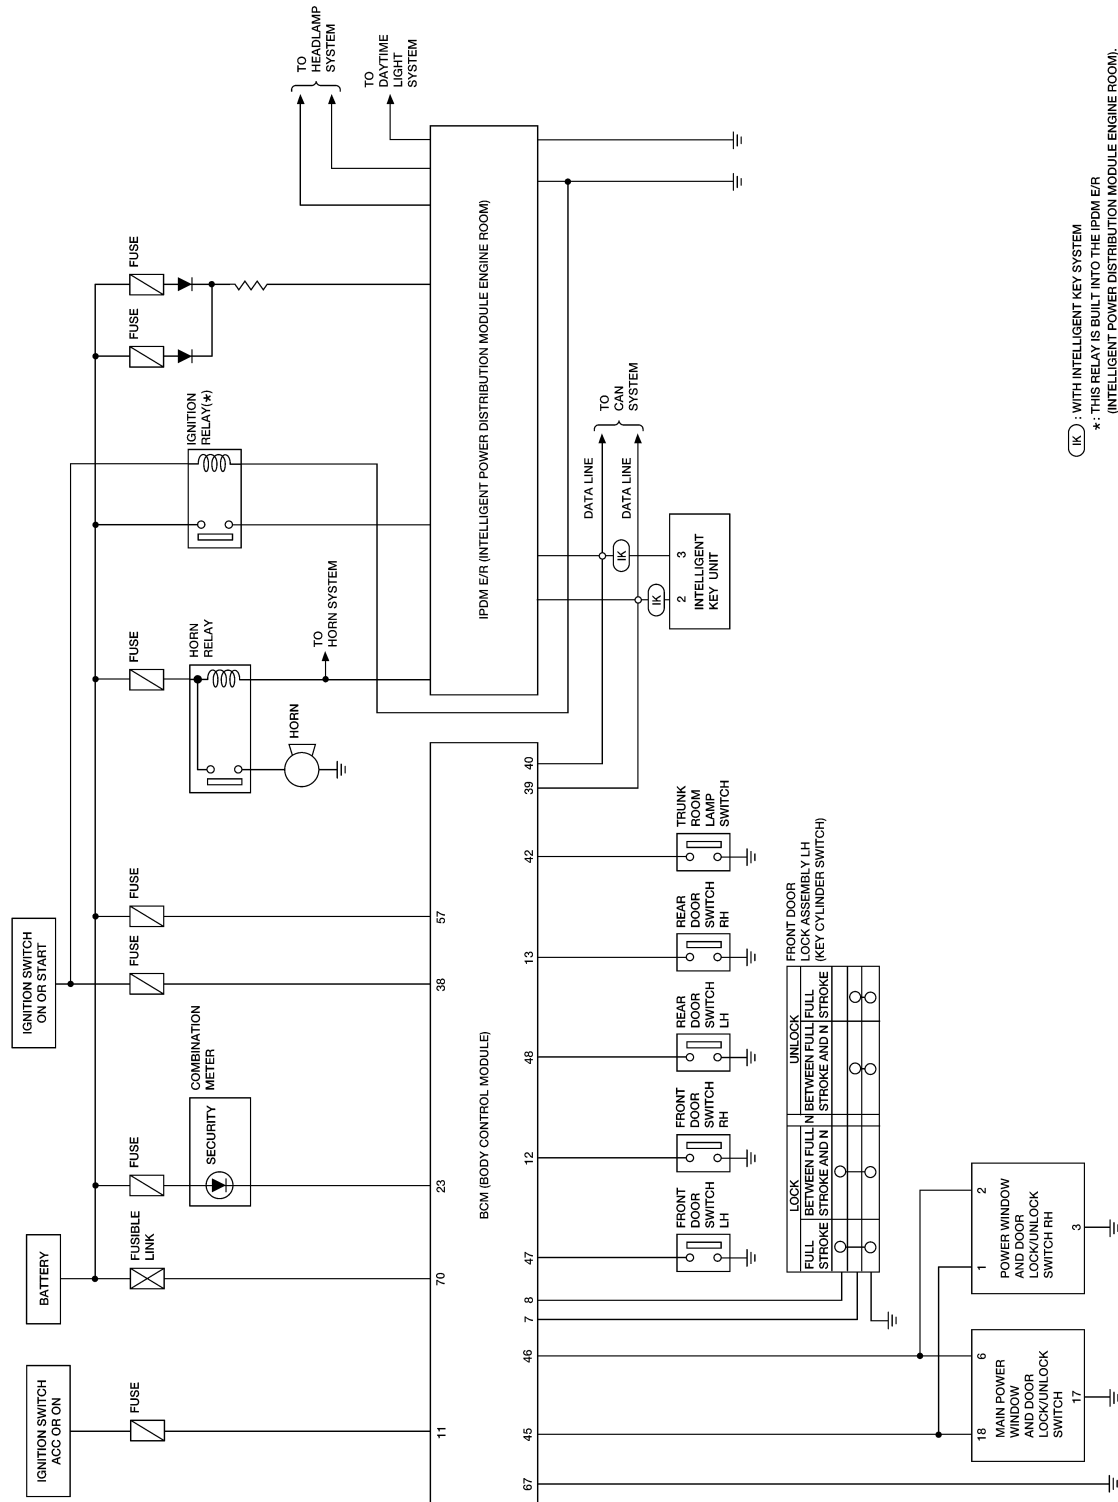 IGNITION SWITCH
ACC OR ON
BATTERY
IGNITION SWITCH
ON OR START
FUSE
FUSIBLE
LINK
FUSE
FUSE
FUSE
FUSE
FUSE
FUSE
COMBINATION
METER
SECURITY
HORN
RELAY
HORN
IGNITION
RELAY(*)
TO
HORN SYSTEM
TO
HEADLAMP
SYSTEM
TO
DAYTIME
LIGHT
SYSTEM
11
70
23
38
57
BCM (BODY CONTROL MODULE)
IPDM E/R (INTELLIGENT POWER DISTRIBUTION MODULE ENGINE ROOM)
67
45
46
7
8
47
12
48
13
42
39
40
DATA LINE
DATA LINE
TO
CAN
SYSTEM
IK
IK
2
3
INTELLIGENT
KEY UNIT
FRONT
DOOR
SWITCH
LH
FRONT
DOOR
SWITCH
RH
REAR
DOOR
SWITCH
LH
REAR
DOOR
SWITCH
RH
TRUNK
ROOM
LAMP
SWITCH
FRONT DOOR
LOCK ASSEMBLY LH
(KEY CYLINDER SWITCH)
LOCK
N
UNLOCK
FULL
STROKE
BETWEEN FULL
STROKE AND N
BETWEEN FULL
STROKE AND N
FULL
STROKE
18
6
MAIN POWER
WINDOW
AND DOOR
LOCK/UNLOCK
SWITCH
17
1
2
POWER WINDOW
AND DOOR
LOCK/UNLOCK
SWITCH RH
3
IK : WITH INTELLIGENT KEY SYSTEM
*: THIS RELAY IS BUILT INTO THE IPDM E/R
(INTELLIGENT POWER DISTRIBUTION MODULE ENGINE ROOM).